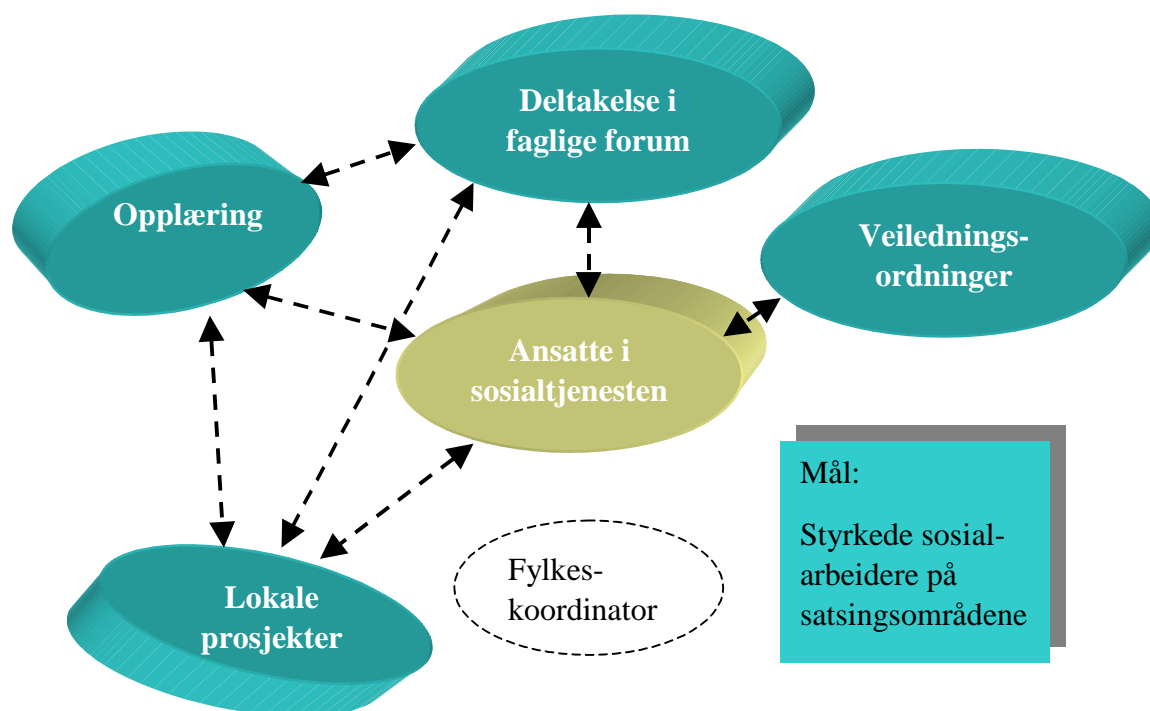 Deltakelse i
faglige forum
Opplæring
Veilednings-
ordninger
Ansatte i
sosialtjenesten
Mål:
Styrkede sosial-
arbeidere på
satsingsområdene
Fylkes-
koordinator
Lokale
prosjekter